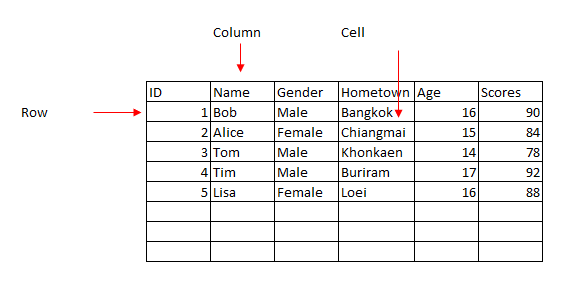 Column Cell
ID Name Gender Hometown Age Scores
Row 1 Bob Male Bangkok 16 90
2 Alice Female Chiangmai 15 84
3 Tom Male Khonkaen 14 78
4 Tim Male Buriram 17 92
5 Lisa Female Loei 16 88